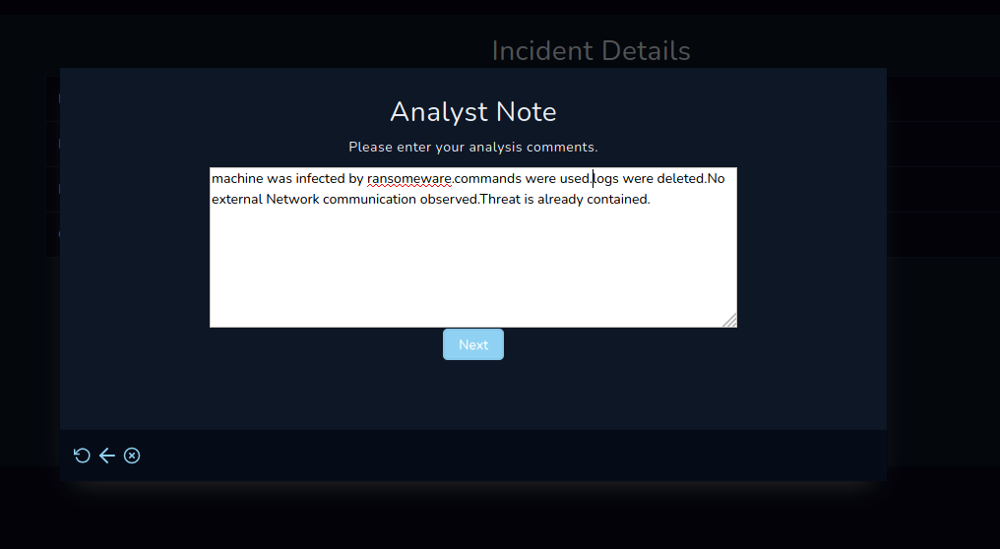 Incident Details
Analyst Note
Please enter your analysis comments.
machine was infected by ransomeware.commands were used.logs were deleted.No
external Network communication observed.Threat is already contained.
Next